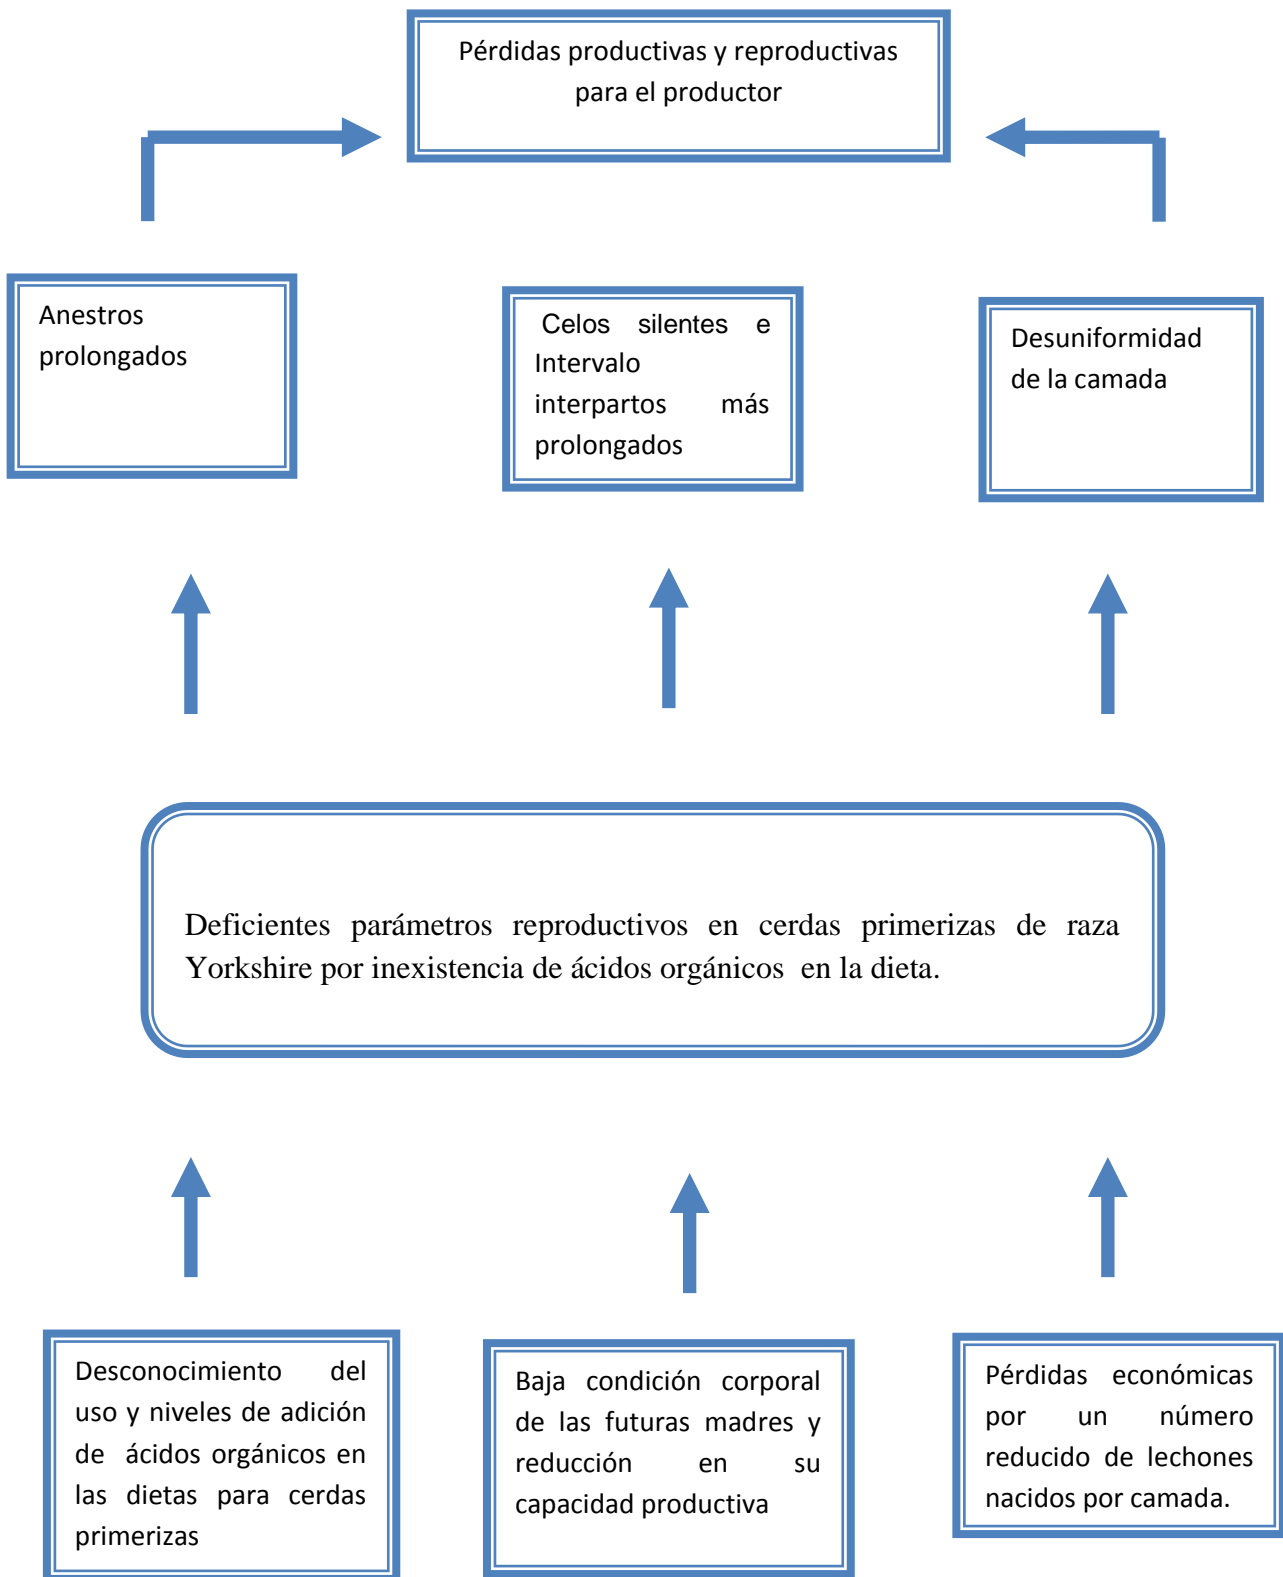 Pérdidas productivas y reproductivas
para el productor
Anestros
prolongados
Celos silentes e
Intervalo
interpartos más
prolongados
Desuniformidad
de la camada
Deficientes parámetros reproductivos en cerdas primerizas de raza
Yorkshire por inexistencia de ácidos orgánicos en la dieta.
Desconocimiento del
uso y niveles de adición
de ácidos orgánicos en
las dietas para cerdas
primerizas
Baja condición corporal
de las futuras madres y
reducción en su
capacidad productiva
Pérdidas económicas
por un número
reducido de lechones
nacidos por camada.